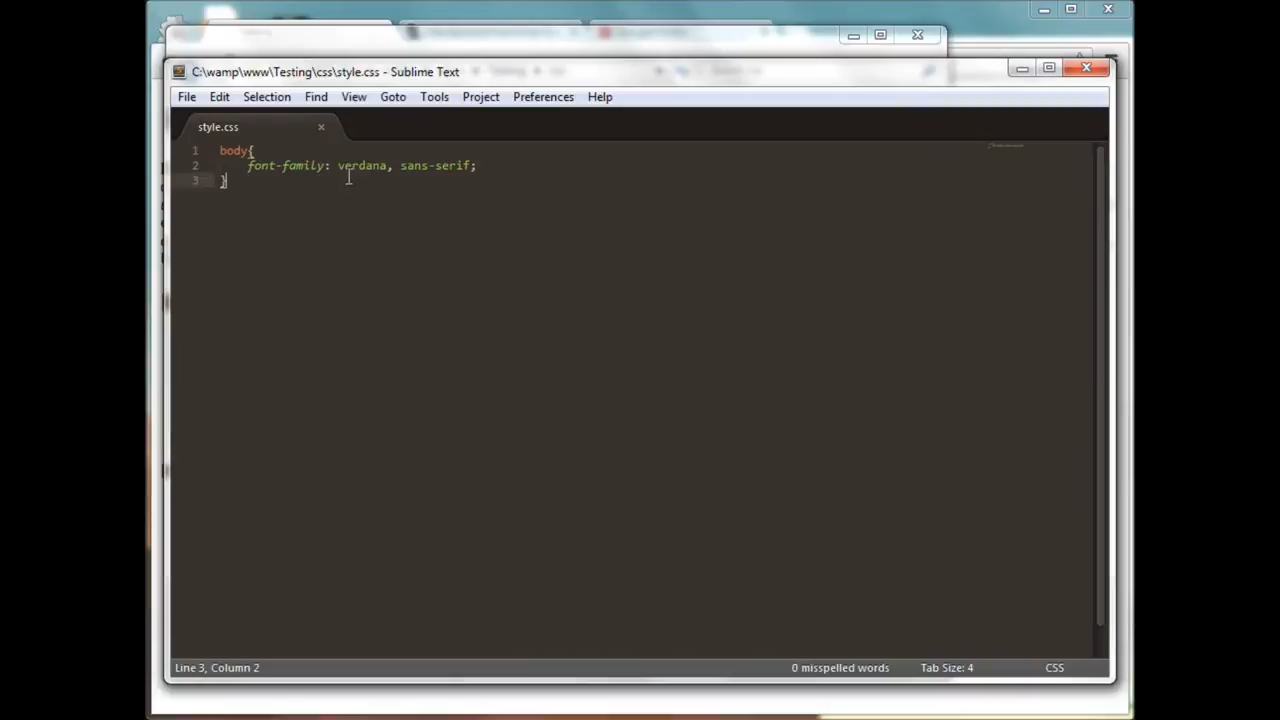 C:\wamp\www\Testing\css\style.css - Sublime Text
File Edit Selection Find View Goto Tools Project Preferences Help
style.css
1 body{
2 font-family: verdana, sans-serif;
3 }
Line 3, Column 2 0 misspelled words Tab Size: 4 CSS